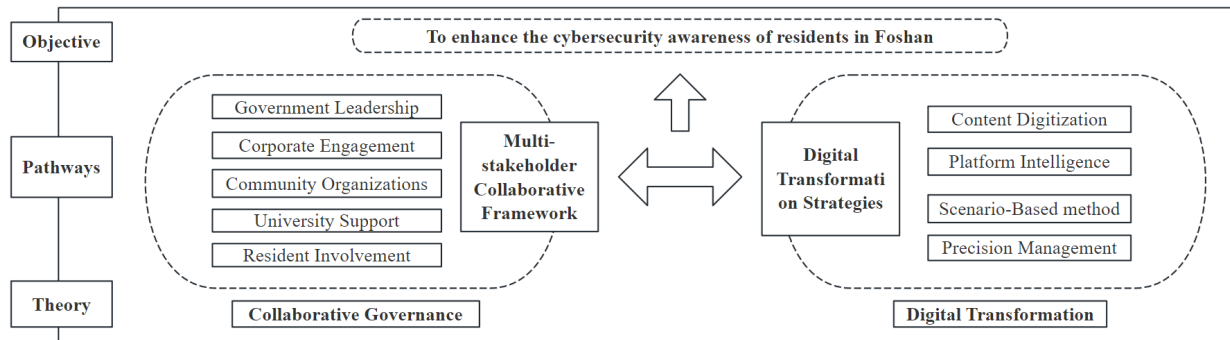 Objective
To enhance the cybersecurity awareness of residents in Foshan
Pathways
Government Leadership
Corporate Engagement
Community Organizations
University Support
Resident Involvement
Multi-
stakeholder
Collaborative
Framework
Digital
Transformati
on Strategies
Content Digitization
Platform Intelligence
Scenario-Based method
Precision Management
Theory
Collaborative Governance
Digital Transformation